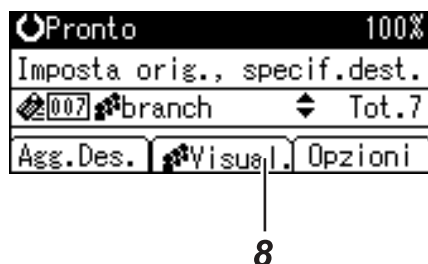 Pronto 100%
Imposta orig., specif.dest.
007 branch Tot.7
Agg.Des. Visual. Opzioni
8